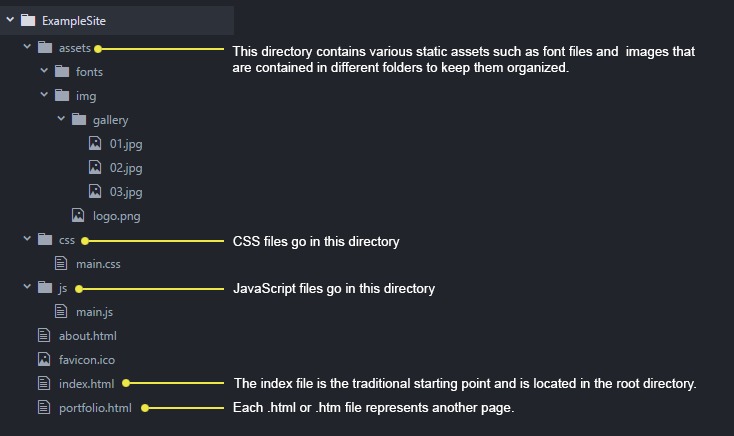 ExampleSite
assets
This directory contains various static assets such as font files and images that
are contained in different folders to keep them organized.
fonts
img
gallery
01.jpg
02.jpg
03.jpg
logo.png
css
CSS files go in this directory
main.css
js
JavaScript files go in this directory
main.js
about.html
favicon.ico
index.html
The index file is the traditional starting point and is located in the root directory.
portfolio.html
Each .html or .htm file represents another page.